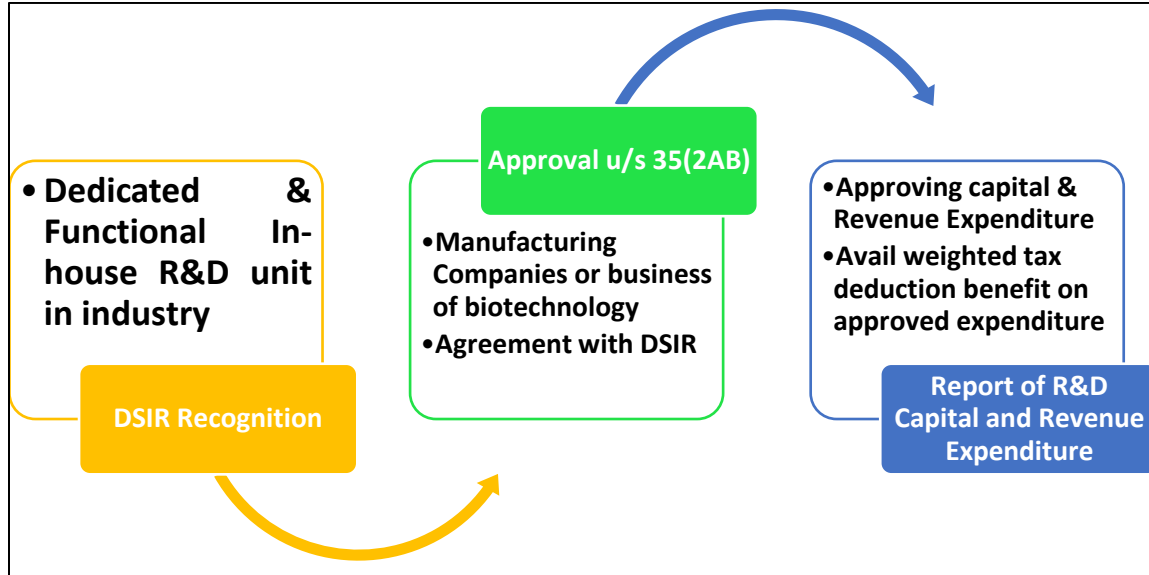 • Dedicated &
Functional In-
house R&D unit
in industry
DSIR Recognition
Approval u/s 35(2AB)
•Manufacturing
Companies or business
of biotechnology
•Agreement with DSIR
•Approving capital &
Revenue Expenditure
•Avail weighted tax
deduction benefit on
approved expenditure
Report of R&D
Capital and Revenue
Expenditure